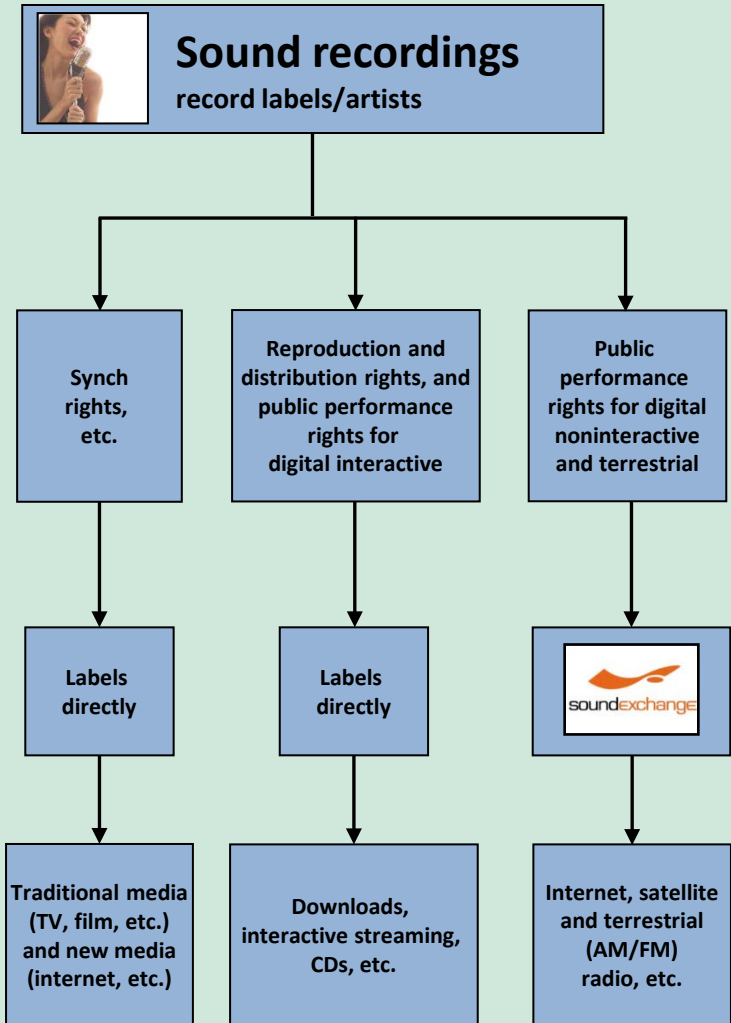 Sound recordings
record labels/artists
Synch
rights,
etc.
Reproduction and
distribution rights, and
public performance
rights for
digital interactive
Public
performance
rights for digital
noninteractive
and terrestrial
Labels
directly
Labels
directly
soundexchange
Traditional media
(TV, film, etc.)
and new media
(internet, etc.)
Downloads,
interactive streaming,
CDs, etc.
Internet, satellite
and terrestrial
(AM/FM)
radio, etc.